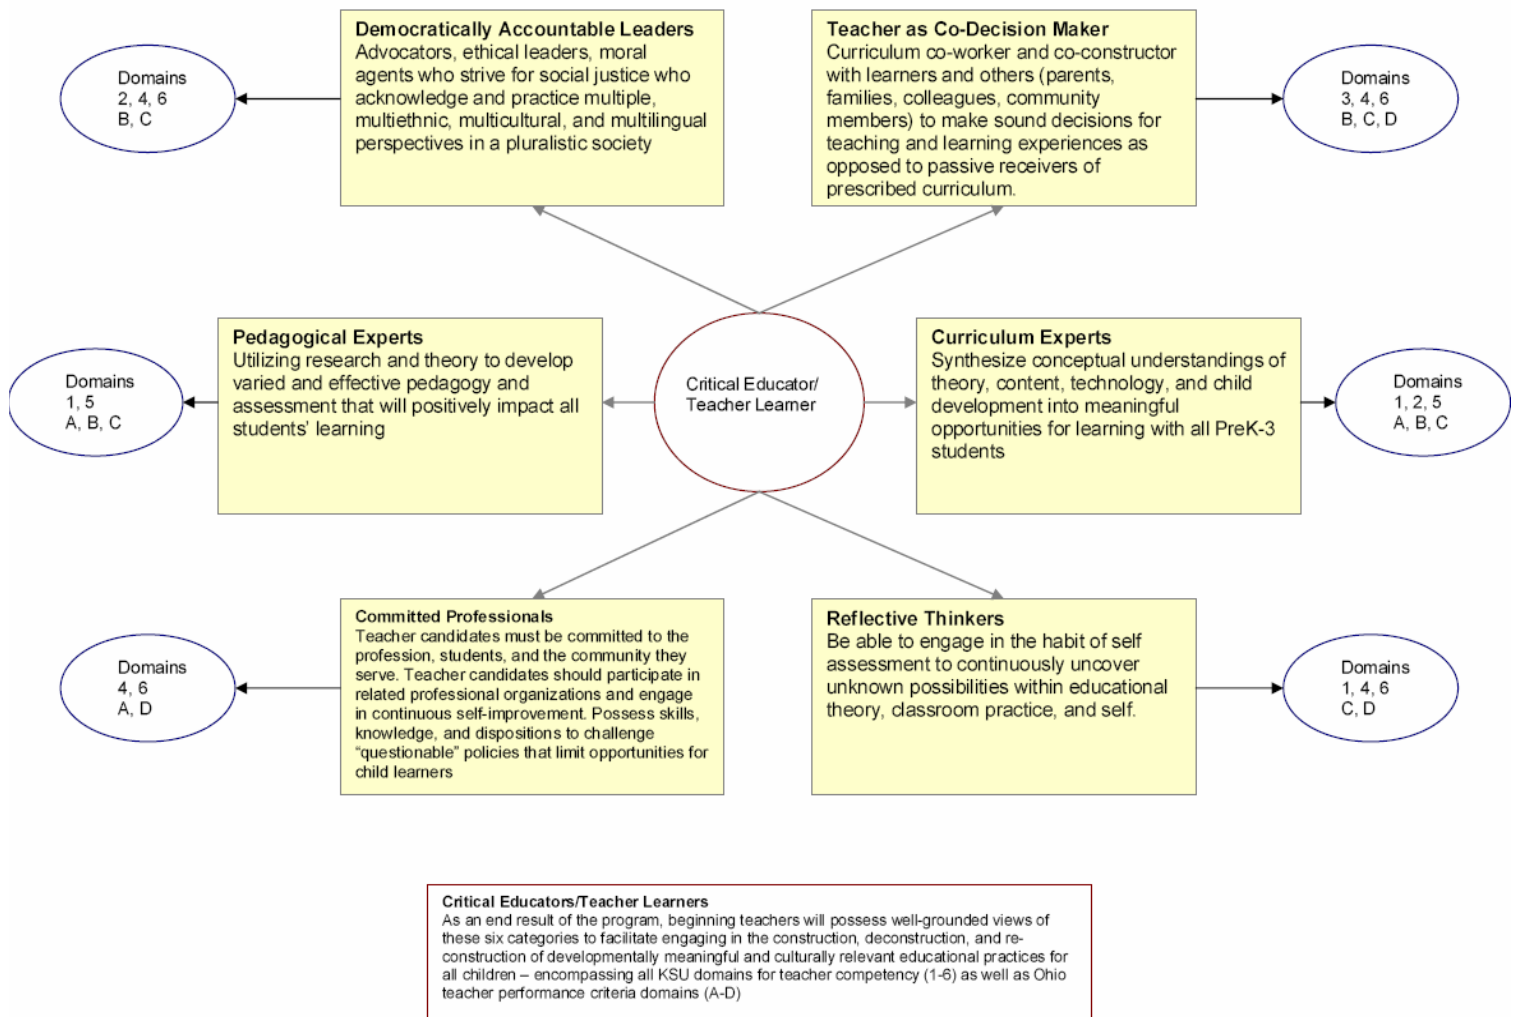 Democratically Accountable Leaders
Advocators, ethical leaders, moral
agents who strive for social justice who
acknowledge and practice multiple,
multiethnic, multicultural, and multilingual
perspectives in a pluralistic society
Teacher as Co-Decision Maker
Curriculum co-worker and co-constructor
with learners and others (parents,
families, colleagues, community
members) to make sound decisions for
teaching and learning experiences as
opposed to passive receivers of
prescribed curriculum.
Domains
2, 4, 6
B, C
Domains
3, 4, 6
B, C, D
Pedagogical Experts
Utilizing research and theory to develop
varied and effective pedagogy and
assessment that will positively impact all
students' learning
Critical Educator/
Teacher Learner
Curriculum Experts
Synthesize conceptual understandings of
theory, content, technology, and child
development into meaningful
opportunities for learning with all PreK-3
students
Domains
1, 5
A, B, C
Domains
1, 2, 5
A, B, C
Committed Professionals
Teacher candidates must be committed to the
profession, students, and the community they
serve. Teacher candidates should participate in
related professional organizations and engage
in continuous self-improvement. Possess skills,
knowledge, and dispositions to challenge
"questionable" policies that limit opportunities for
child learners
Reflective Thinkers
Be able to engage in the habit of self
assessment to continuously uncover
unknown possibilities within educational
theory, classroom practice, and self.
Domains
4, 6
A, D
Domains
1, 4, 6
C, D
Critical Educators/Teacher Learners
As an end result of the program, beginning teachers will possess well-grounded views of
these six categories to facilitate engaging in the construction, deconstruction, and re-
construction of developmentally meaningful and culturally relevant educational practices for
all children – encompassing all KSU domains for teacher competency (1-6) as well as Ohio
teacher performance criteria domains (A-D)